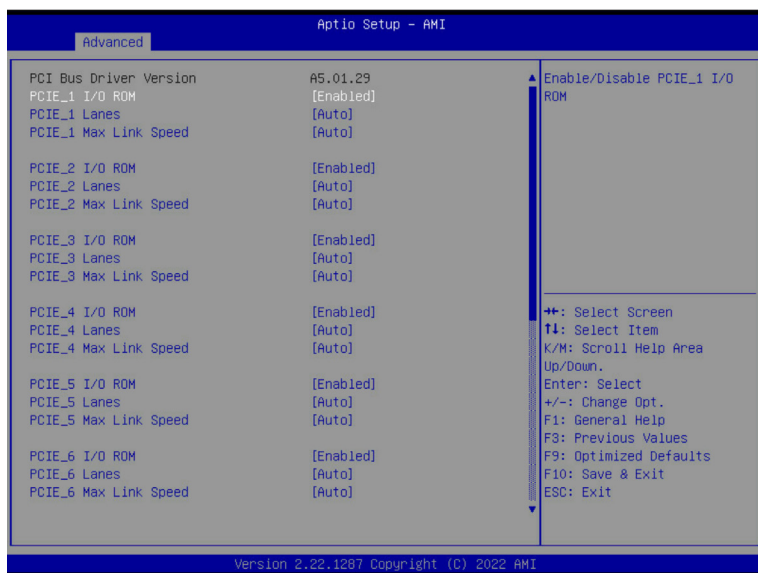 Aptio Setup - AMI
Advanced
PCI Bus Driver Version A5.01.29
PCIE_1 I/O ROM [Enabled]
PCIE_1 Lanes [Auto]
PCIE_1 Max Link Speed [Auto]
PCIE_2 I/O ROM [Enabled]
PCIE_2 Lanes [Auto]
PCIE_2 Max Link Speed [Auto]
PCIE_3 I/O ROM [Enabled]
PCIE_3 Lanes [Auto]
PCIE_3 Max Link Speed [Auto]
PCIE_4 I/O ROM [Enabled]
PCIE_4 Lanes [Auto]
PCIE_4 Max Link Speed [Auto]
PCIE_5 I/O ROM [Enabled]
PCIE_5 Lanes [Auto]
PCIE_5 Max Link Speed [Auto]
PCIE_6 I/O ROM [Enabled]
PCIE_6 Lanes [Auto]
PCIE_6 Max Link Speed [Auto]
Enable/Disable PCIE_1 I/O
ROM
→←: Select Screen
↑↓: Select Item
K/M: Scroll Help Area
Up/Down.
Enter: Select
+/-: Change Opt.
F1: General Help
F3: Previous Values
F9: Optimized Defaults
F10: Save & Exit
ESC: Exit
Version 2.22.1287 Copyright (C) 2022 AMI